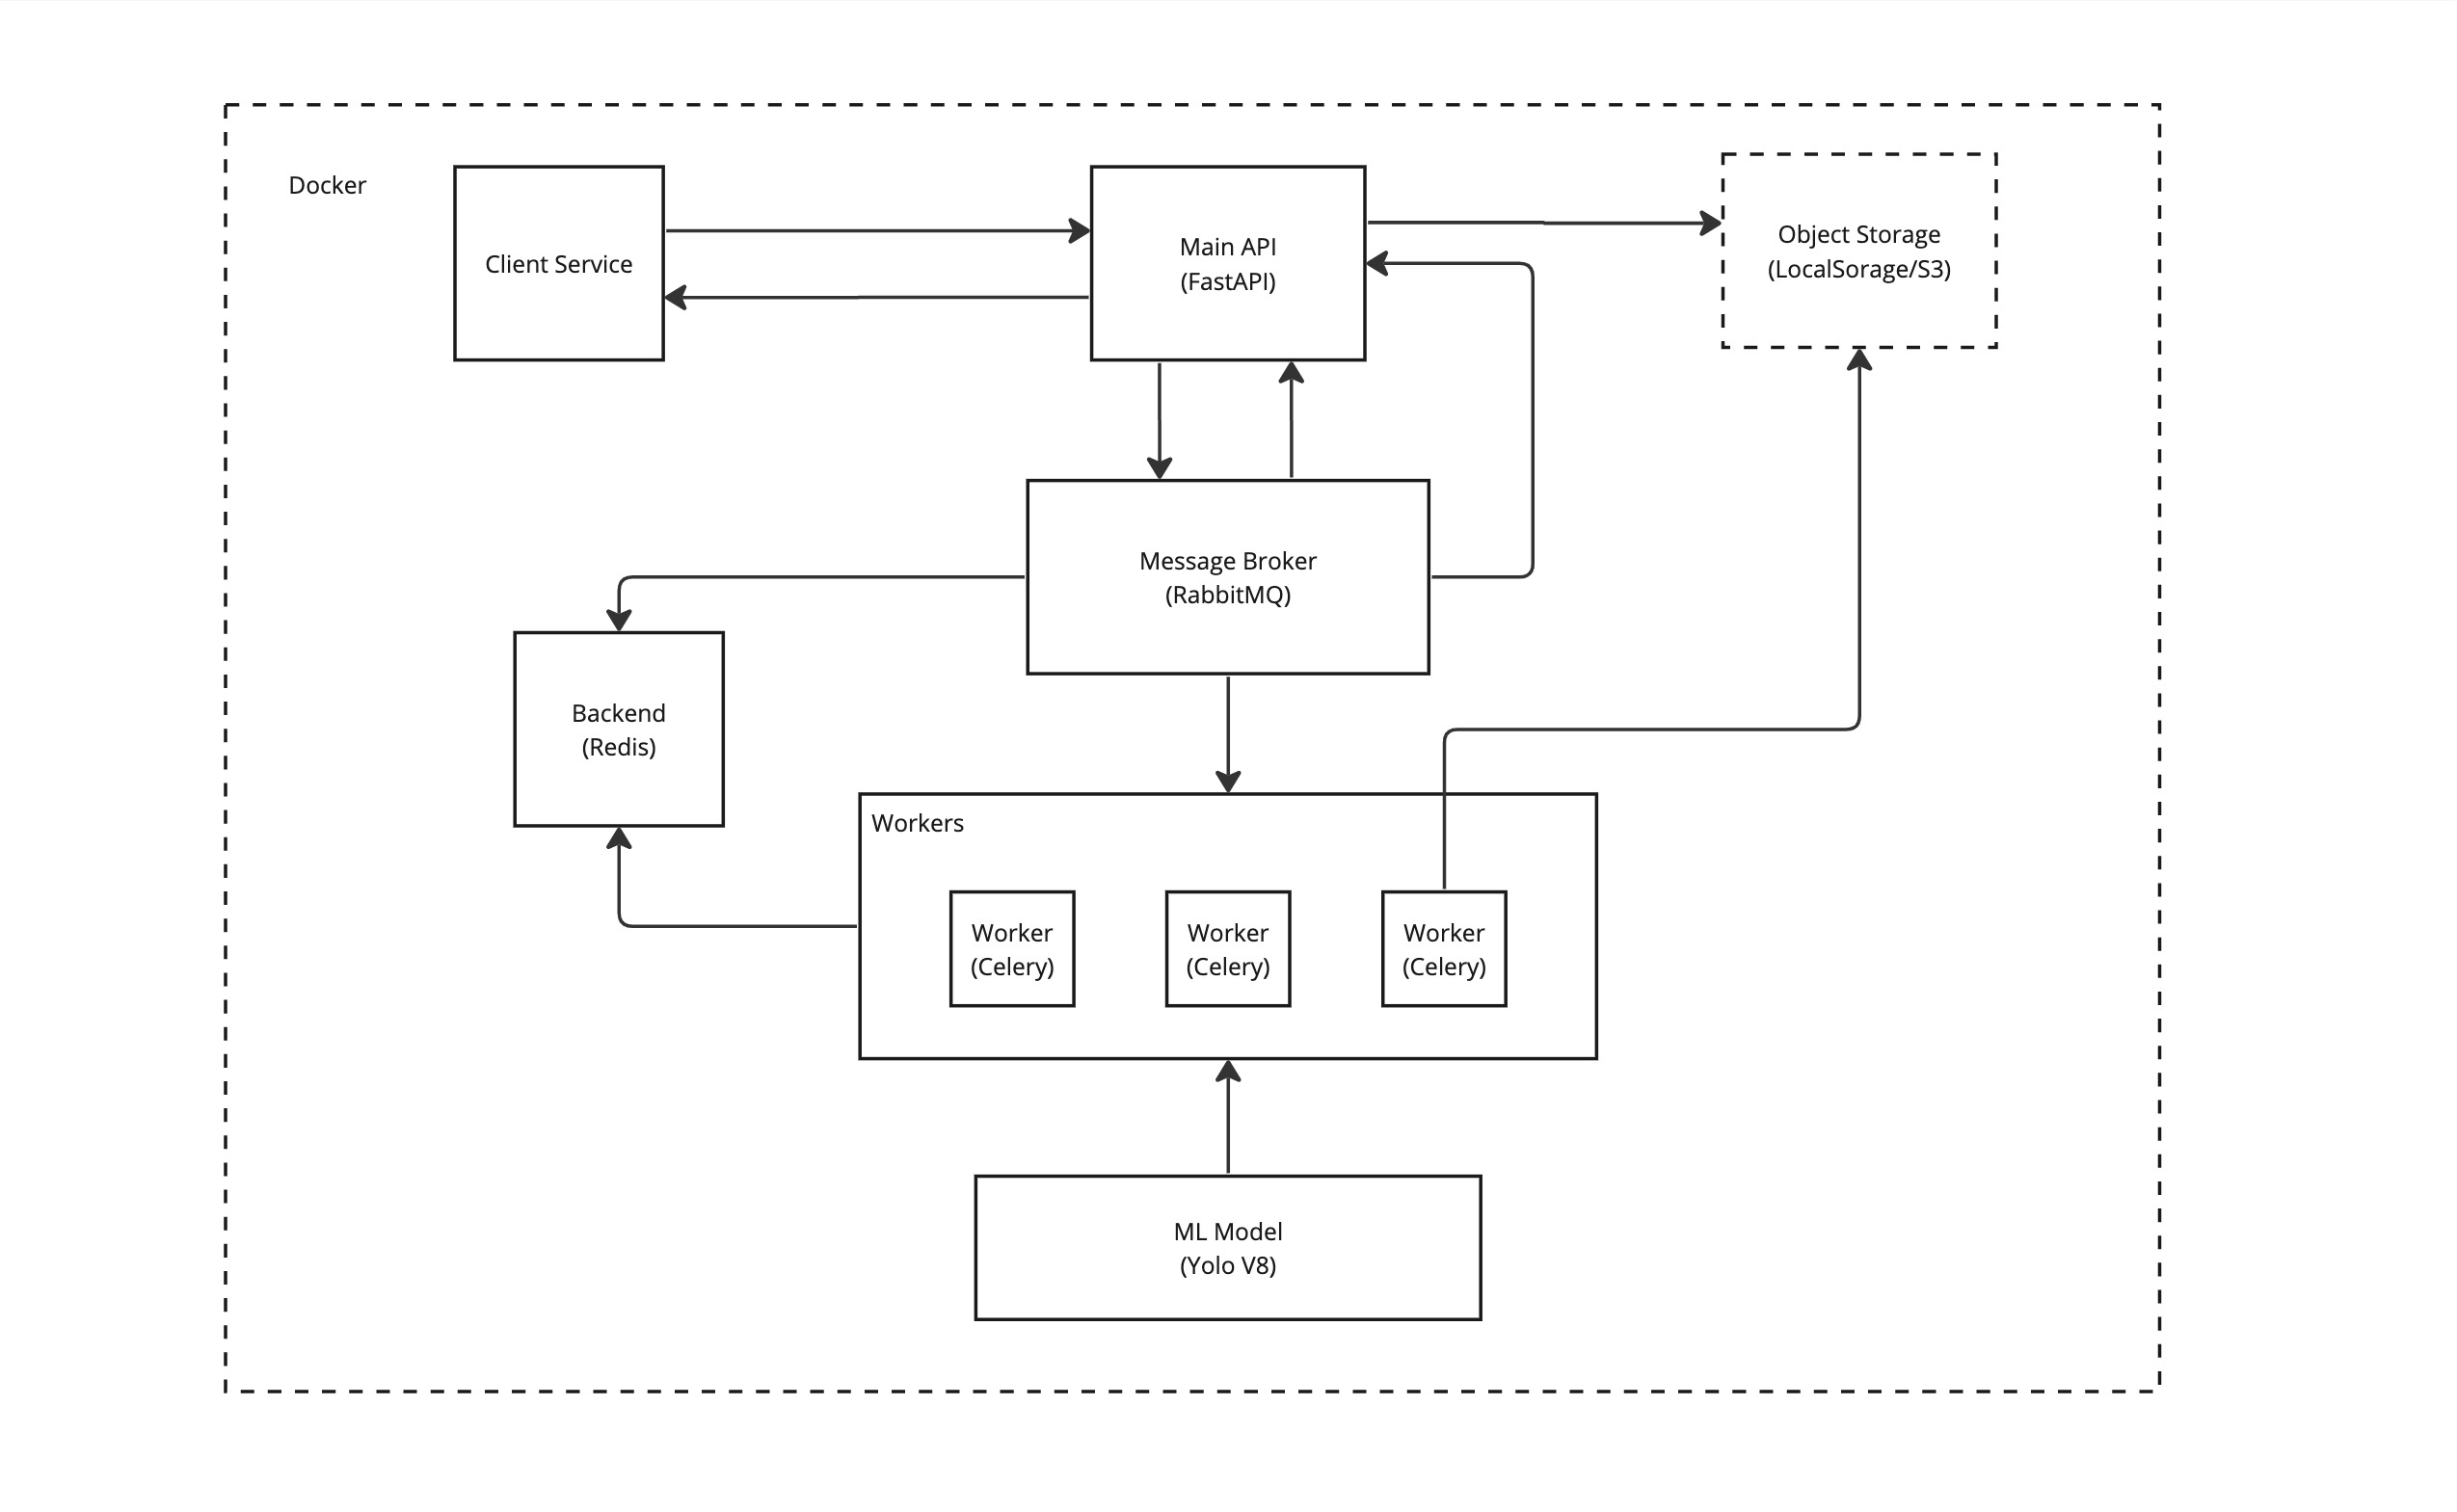 Docker
Client Service
Main API
(FastAPI)
Object Storage
(LocalSorage/S3)
Message Broker
(RabbitMQ)
Backend
(Redis)
Workers
Worker
(Celery)
Worker
(Celery)
Worker
(Celery)
ML Model
(Yolo V8)